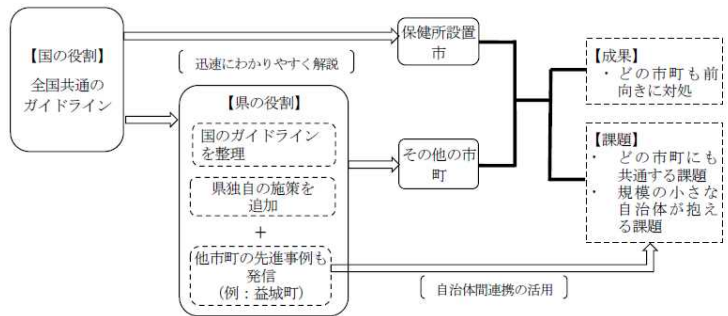 【国の役割】
全国共通の
ガイドライン
迅速にわかりやすく解説
【県の役割】
国のガイドライン
を整理
県独自の施策を
追加
+
他市町の先進事例も
発信
(例：益城町)
保健所設置
市
その他の市
町
【成果】
・どの市町も前
向きに対処
【課題】
・ どの市町にも
共通する課題
・ 規模の小さな
自治体が抱え
る課題
自治体間連携の活用